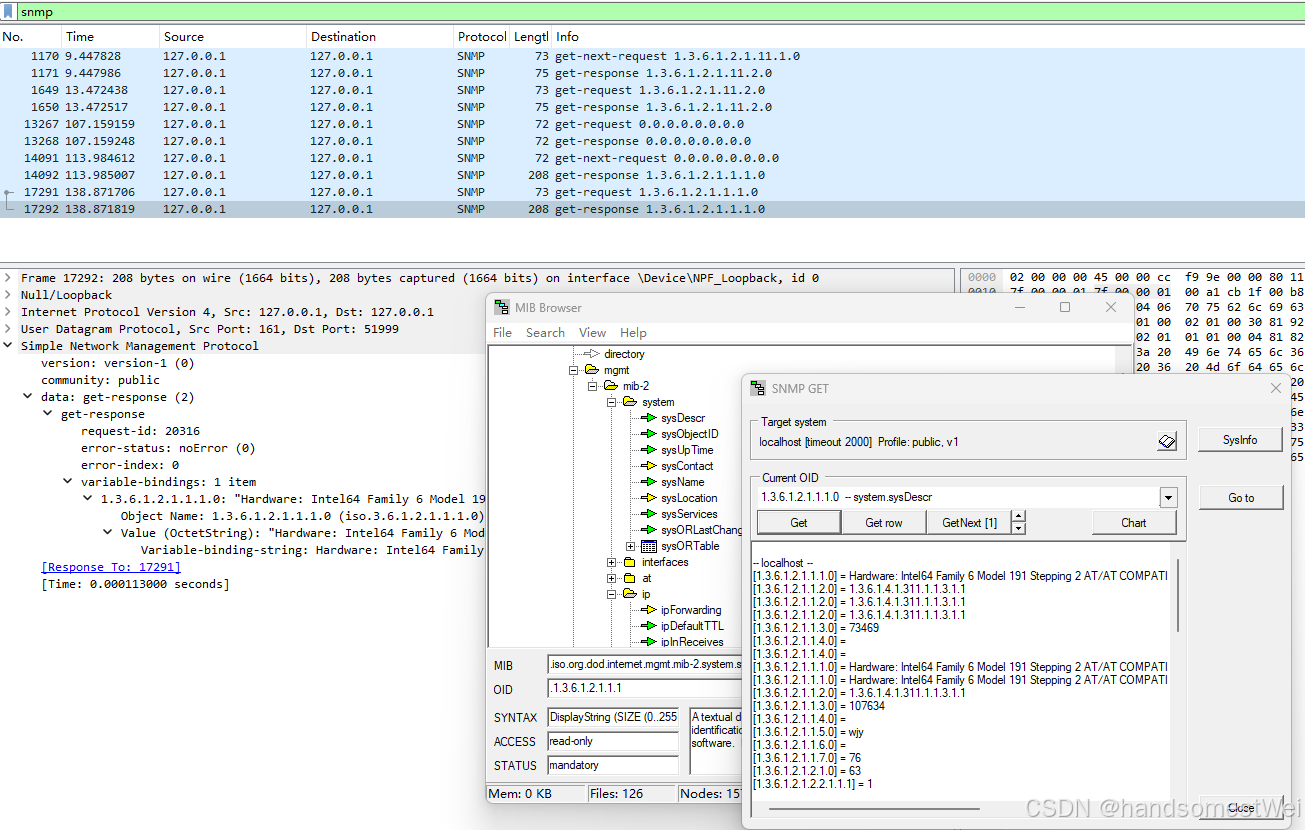 snmp
No. Time Source Destination Protocol Lengtl Info
1170 9.447828 127.0.0.1 127.0.0.1 SNMP 73 get-next-request 1.3.6.1.2.1.11.1.0
1171 9.447986 127.0.0.1 127.0.0.1 SNMP 75 get-response 1.3.6.1.2.1.11.2.0
1649 13.472438 127.0.0.1 127.0.0.1 SNMP 73 get-request 1.3.6.1.2.1.11.2.0
1650 13.472517 127.0.0.1 127.0.0.1 SNMP 75 get-response 1.3.6.1.2.1.11.2.0
13267 107.159159 127.0.0.1 127.0.0.1 SNMP 72 get-request 0.0.0.0.0.0.0.0
13268 107.159248 127.0.0.1 127.0.0.1 SNMP 72 get-response 0.0.0.0.0.0.0.0
14091 113.984612 127.0.0.1 127.0.0.1 SNMP 72 get-next-request 0.0.0.0.0.0.0.0
14092 113.985007 127.0.0.1 127.0.0.1 SNMP 208 get-response 1.3.6.1.2.1.1.1.0
17291 138.871706 127.0.0.1 127.0.0.1 SNMP 73 get-request 1.3.6.1.2.1.1.1.0
17292 138.871819 127.0.0.1 127.0.0.1 SNMP 208 get-response 1.3.6.1.2.1.1.1.0
Frame 17292: 208 bytes on wire (1664 bits), 208 bytes captured (1664 bits) on interface \Device\NPF_Loopback, id 0
Null/Loopback
Internet Protocol Version 4, Src: 127.0.0.1, Dst: 127.0.0.1
User Datagram Protocol, Src Port: 161, Dst Port: 51999
Simple Network Management Protocol
version: version-1 (0)
community: public
data: get-response (2)
get-response
request-id: 20316
error-status: noError (0)
error-index: 0
variable-bindings: 1 item
1.3.6.1.2.1.1.1.0: "Hardware: Intel64 Family 6 Model 19
Object Name: 1.3.6.1.2.1.1.1.0 (iso.3.6.1.2.1.1.1.0)
Value (OctetString): "Hardware: Intel64 Family 6 Mod
Variable-binding-string: Hardware: Intel64 Family
[Response To: 17291]
[Time: 0.000113000 seconds]
0000 02 00 00 00 45 00 00 cc f9 9e 00 00 80 11
0010 7f 00 00 01 7f 00 00 01 00 a1 cb 1f 00 b8
04 06 70 75 62 6c 69 63
01 00 02 01 00 30 81 92
02 01 01 01 00 04 81 82
3a 20 49 6e 74 65 6c 36
20 36 20 4d 6f 64 65 6c
MIB Browser
File Search View Help
directory
mgmt
mib-2
system
sysDescr
sysObjectID
sysUpTime
sysContact
sysName
sysLocation
sysServices
sysORLastChang
sysORTable
interfaces
at
ip
ipForwarding
ipDefaultTTL
ipInReceives
MIB .iso.org.dod.internet.mgmt.mib-2.system.s
OID .1.3.6.1.2.1.1.1
SYNTAX DisplayString (SIZE (0..255
ACCESS read-only
STATUS mandatory
A textual d
identificatio
software.
Mem: 0 KB Files: 126 Nodes: 15
SNMP GET
Target system
localhost [timeout 2000] Profile: public, v1
SysInfo
Current OID
1.3.6.1.2.1.1.1.0 -- system.sysDescr
Go to
Get Get row GetNext [1] Chart
-- localhost --
[1.3.6.1.2.1.1.1.0] = Hardware: Intel64 Family 6 Model 191 Stepping 2 AT/AT COMPATI
[1.3.6.1.2.1.1.2.0] = 1.3.6.1.4.1.311.1.1.3.1.1
[1.3.6.1.2.1.1.2.0] = 1.3.6.1.4.1.311.1.1.3.1.1
[1.3.6.1.2.1.1.2.0] = 1.3.6.1.4.1.311.1.1.3.1.1
[1.3.6.1.2.1.1.3.0] = 73469
[1.3.6.1.2.1.1.4.0] =
[1.3.6.1.2.1.1.4.0] =
[1.3.6.1.2.1.1.1.0] = Hardware: Intel64 Family 6 Model 191 Stepping 2 AT/AT COMPATI
[1.3.6.1.2.1.1.1.0] = Hardware: Intel64 Family 6 Model 191 Stepping 2 AT/AT COMPATI
[1.3.6.1.2.1.1.2.0] = 1.3.6.1.4.1.311.1.1.3.1.1
[1.3.6.1.2.1.1.3.0] = 107634
[1.3.6.1.2.1.1.4.0] =
[1.3.6.1.2.1.1.5.0] = wjy
[1.3.6.1.2.1.1.6.0] =
[1.3.6.1.2.1.1.7.0] = 76
[1.3.6.1.2.1.2.1.0] = 63
[1.3.6.1.2.1.2.2.1.1.1] = 1
Close
CSDN @handsomestWei